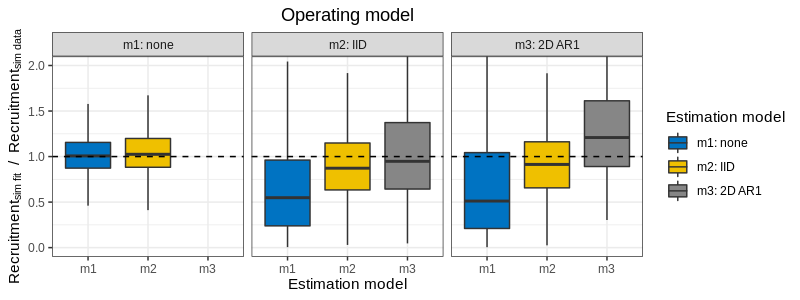 Operating model
m1: none
m2: IID
m3: 2D AR1
Recruitment sim fit / Recruitment sim data
2.0
1.5
1.0
0.5
0.0
m1 m2 m3
m1 m2 m3
m1 m2 m3
Estimation model
Estimation model
m1: none
m2: IID
m3: 2D AR1